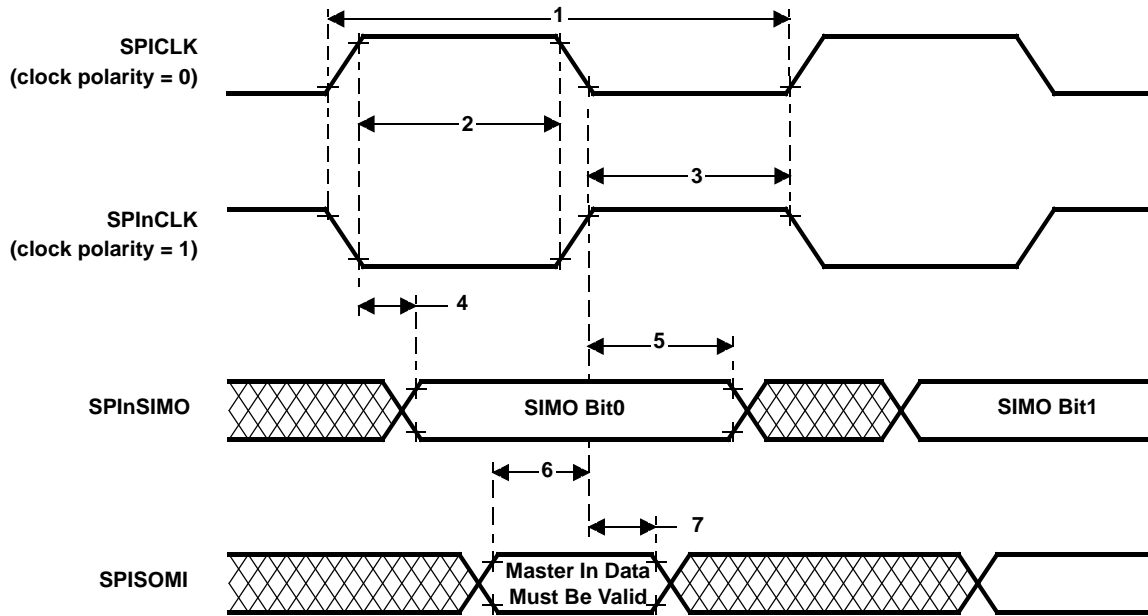 1
SPICLK
(clock polarity = 0)
2
3
SPInCLK
(clock polarity = 1)
4
5
SPInSIMO
SIMO Bit0
SIMO Bit1
6
7
SPISOMI
Master In Data
Must Be Valid